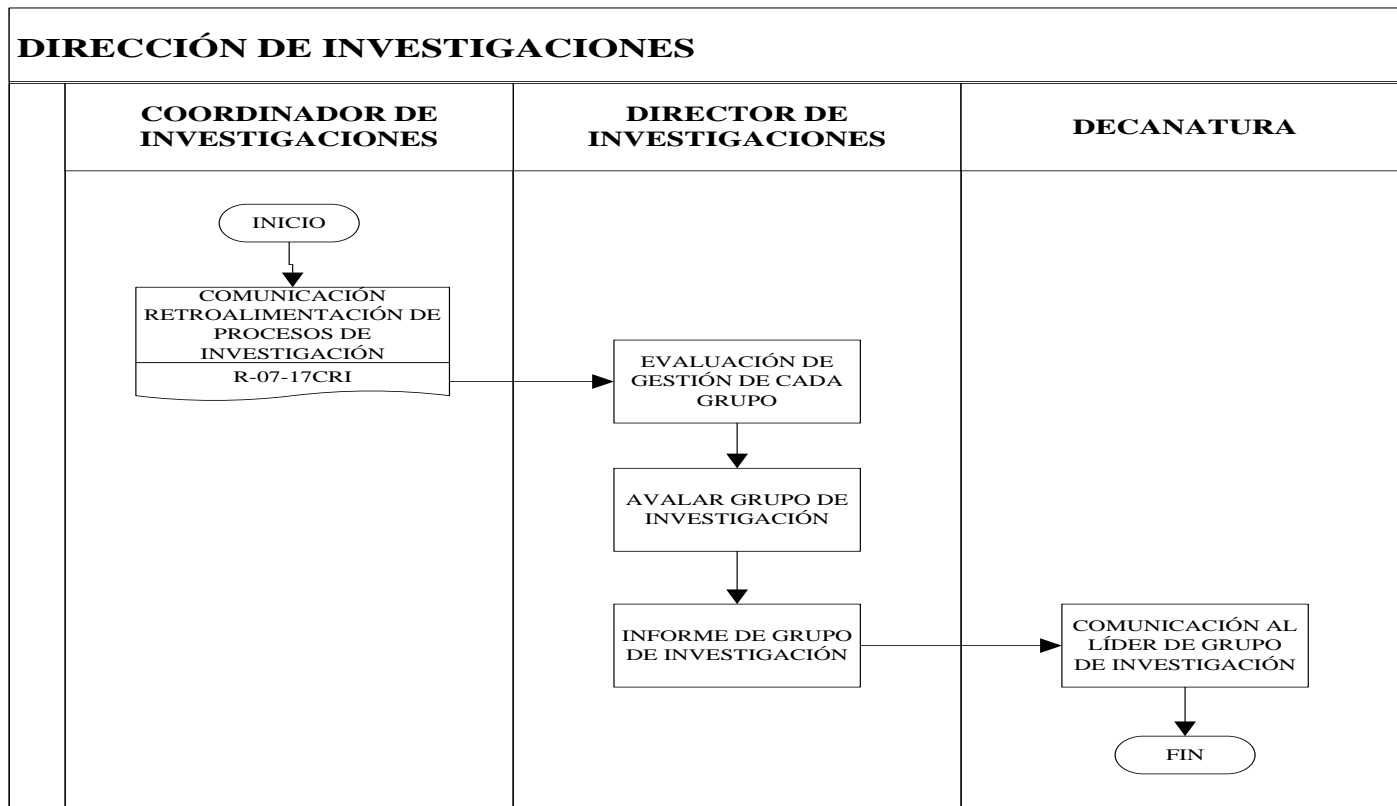 DIRECCIÓN DE INVESTIGACIONES
COORDINADOR DE
INVESTIGACIONES
DIRECTOR DE
INVESTIGACIONES
DECANATURA
INICIO
COMUNICACIÓN
RETROALIMENTACIÓN DE
PROCESOS DE
INVESTIGACIÓN
R-07-17CRI
EVALUACIÓN DE
GESTIÓN DE CADA
GRUPO
AVALAR GRUPO DE
INVESTIGACIÓN
INFORME DE GRUPO
DE INVESTIGACIÓN
COMUNICACIÓN AL
LÍDER DE GRUPO
DE INVESTIGACIÓN
FIN